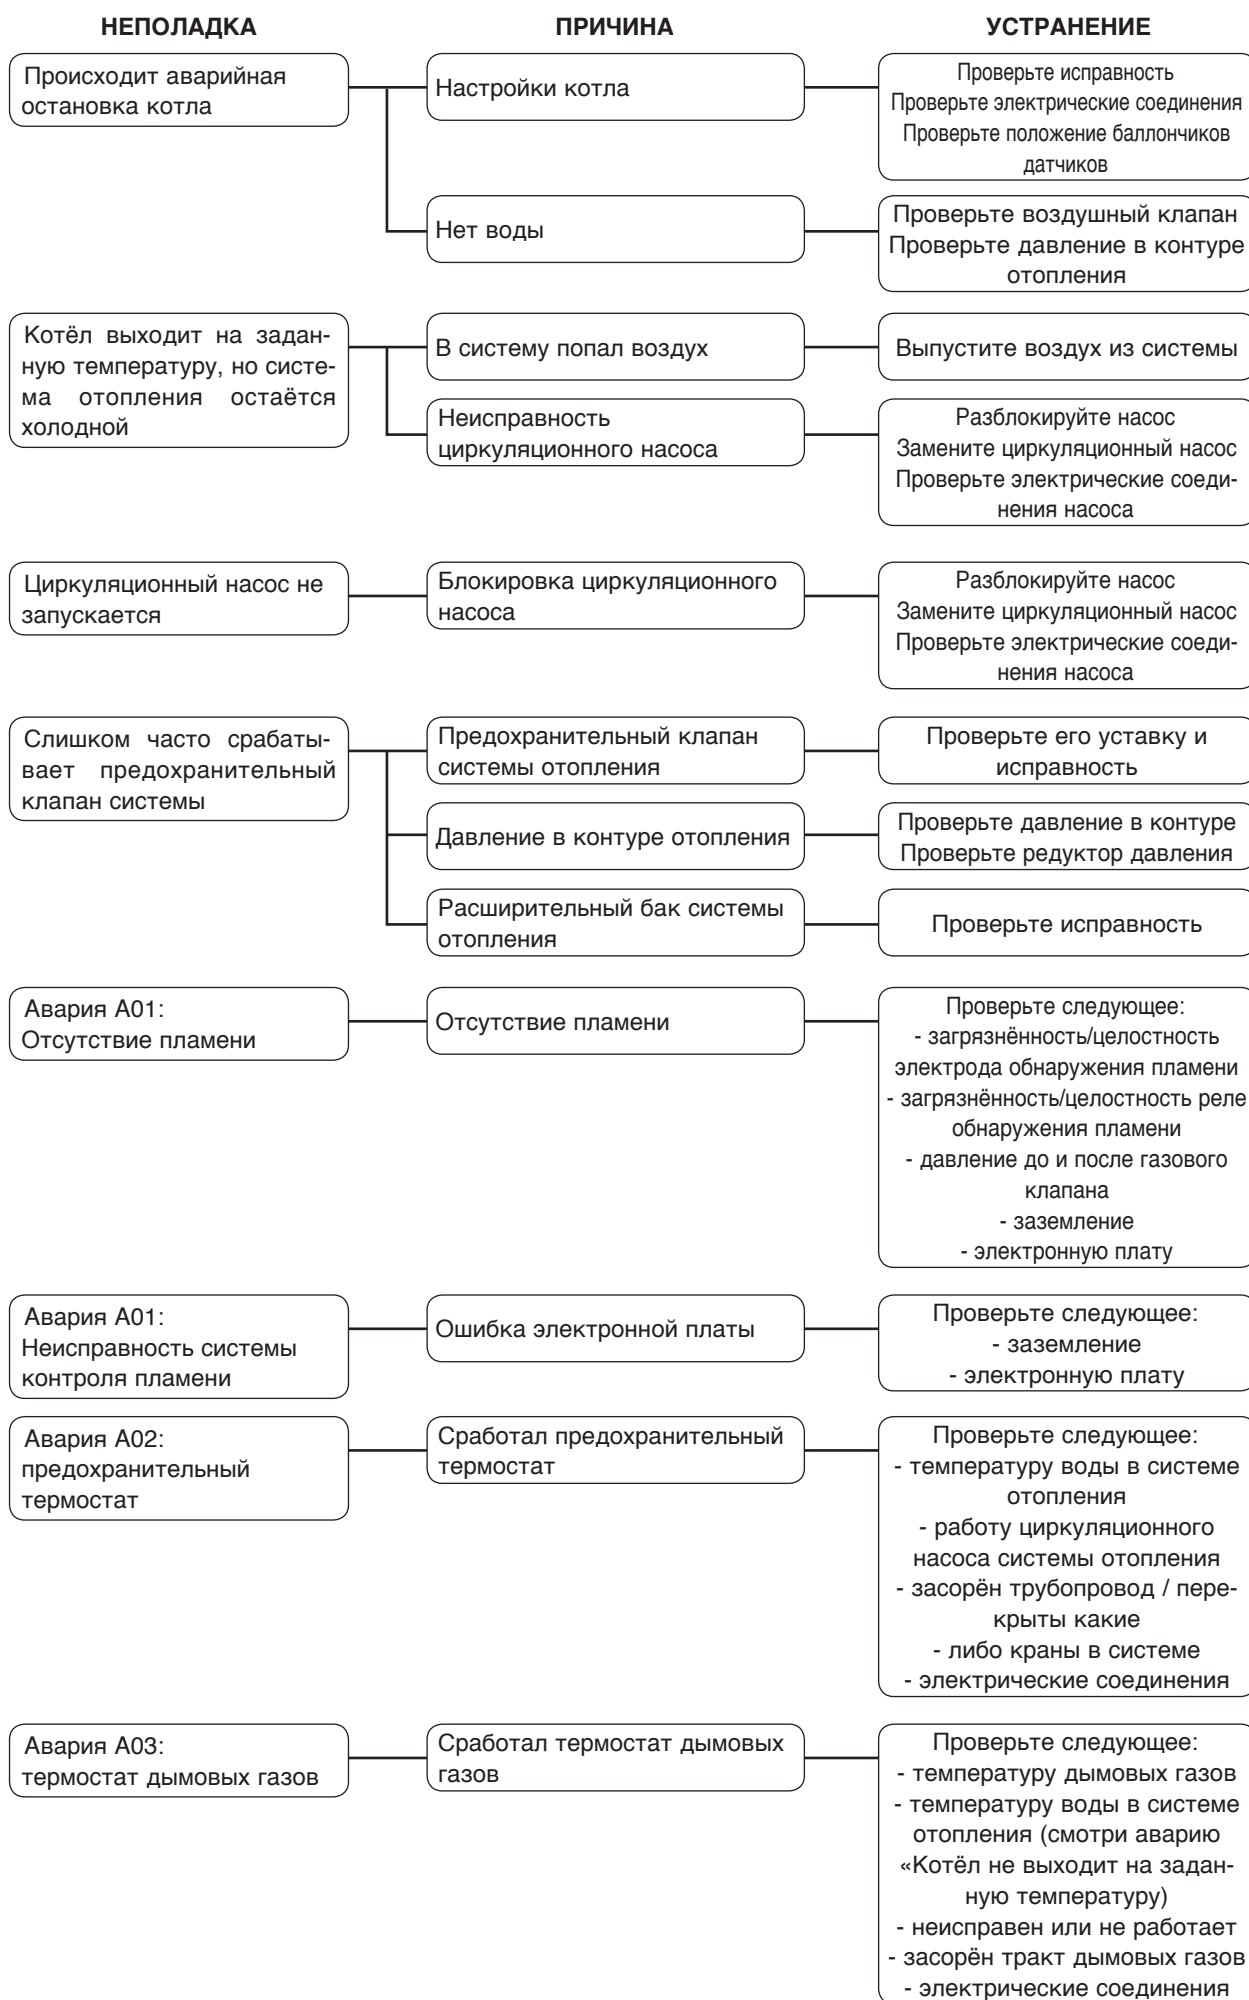 НЕПОЛАДКА
ПРИЧИНА
УСТРАНЕНИЕ
Происходит аварийная
остановка котла
Настройки котла
Проверьте исправность
Проверьте электрические соединения
Проверьте положение баллончиков
датчиков
Нет воды
Проверьте воздушный клапан
Проверьте давление в контуре
отопления
Котёл выходит на задан-
ную температуру, но систе-
ма отопления остаётся
холодной
В систему попал воздух
Выпустите воздух из системы
Неисправность
циркуляционного насоса
Разблокируйте насос
Замените циркуляционный насос
Проверьте электрические соеди-
нения насоса
Циркуляционный насос не
запускается
Блокировка циркуляционного
насоса
Разблокируйте насос
Замените циркуляционный насос
Проверьте электрические соеди-
нения насоса
Слишком часто срабаты-
вает предохранительный
клапан системы
Предохранительный клапан
системы отопления
Проверьте его уставку и
исправность
Давление в контуре отопления
Проверьте давление в контуре
Проверьте редуктор давления
Расширительный бак системы
отопления
Проверьте исправность
Авария A01:
Отсутствие пламени
Отсутствие пламени
Проверьте следующее:
- загрязнённость/целостность
электрода обнаружения пламени
- загрязнённость/целостность реле
обнаружения пламени
- давление до и после газового
клапана
- заземление
- электронную плату
Авария A01:
Неисправность системы
контроля пламени
Ошибка электронной платы
Проверьте следующее:
- заземление
- электронную плату
Авария A02:
предохранительный
термостат
Сработал предохранительный
термостат
Проверьте следующее:
- температуру воды в системе
отопления
- работу циркуляционного
насоса системы отопления
- засорён трубопровод / пере-
крыты какие
- либо краны в системе
- электрические соединения
Авария A03:
термостат дымовых газов
Сработал термостат дымовых
газов
Проверьте следующее:
- температуру дымовых газов
- температуру воды в системе
отопления (смотри аварию
«Котёл не выходит на задан-
ную температуру)
- неисправен или не работает
- засорён тракт дымовых газов
- электрические соединения